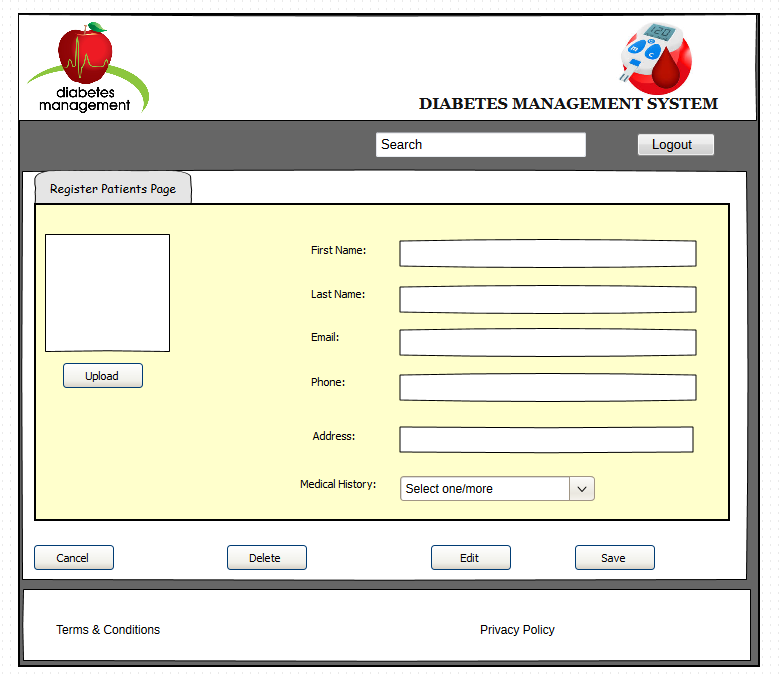 diabetes
management
120
m
c
DIABETES MANAGEMENT SYSTEM
Search
Logout
Register Patients Page
First Name:
Last Name:
Email:
Phone:
Address:
Medical History:
Select one/more
Upload
Cancel
Delete
Edit
Save
Terms & Conditions
Privacy Policy